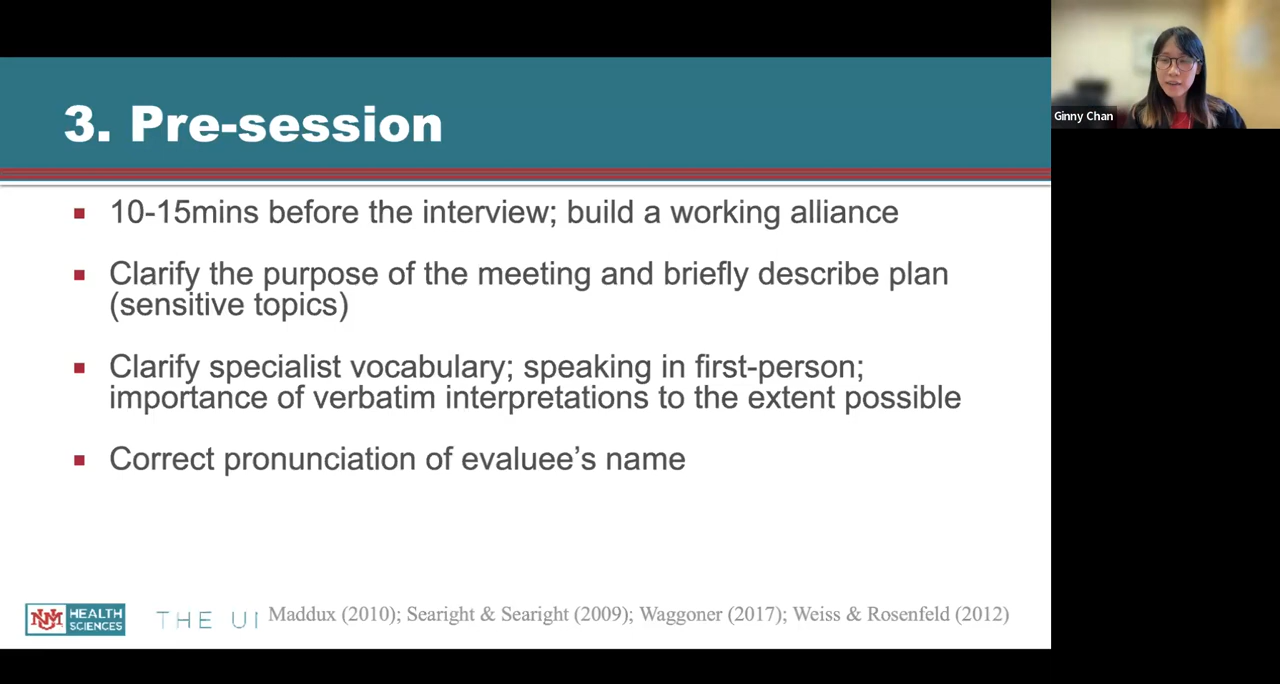 3. Pre-session
Ginny Chan
10-15mins before the interview; build a working alliance
Clarify the purpose of the meeting and briefly describe plan
(sensitive topics)
Clarify specialist vocabulary; speaking in first-person;
importance of verbatim interpretations to the extent possible
Correct pronunciation of evaluee’s name
NM HEALTH
SCIENCES
THE UI
Maddux (2010); Searight & Searight (2009); Waggoner (2017); Weiss & Rosenfeld (2012)